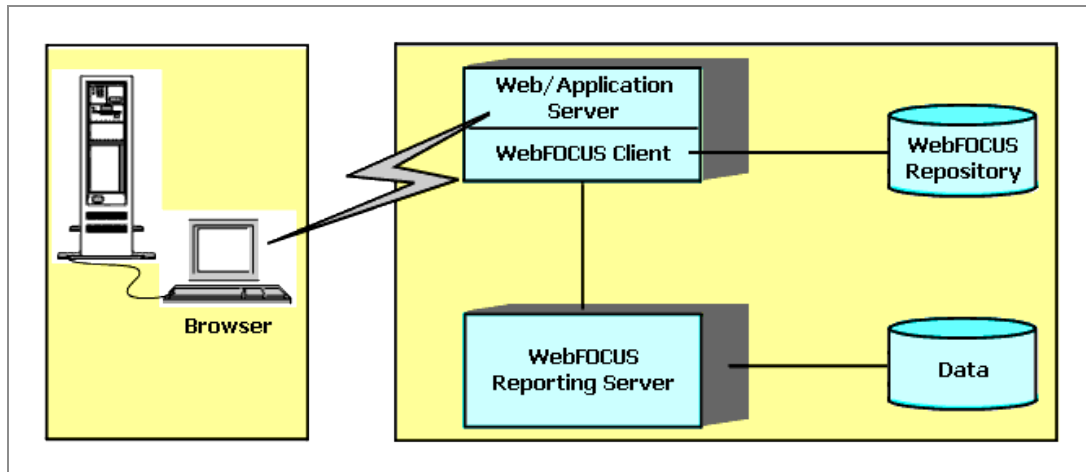 Web/Application
Server
WebFOCUS Client
WebFOCUS
Repository
Browser
WebFOCUS
Reporting Server
Data